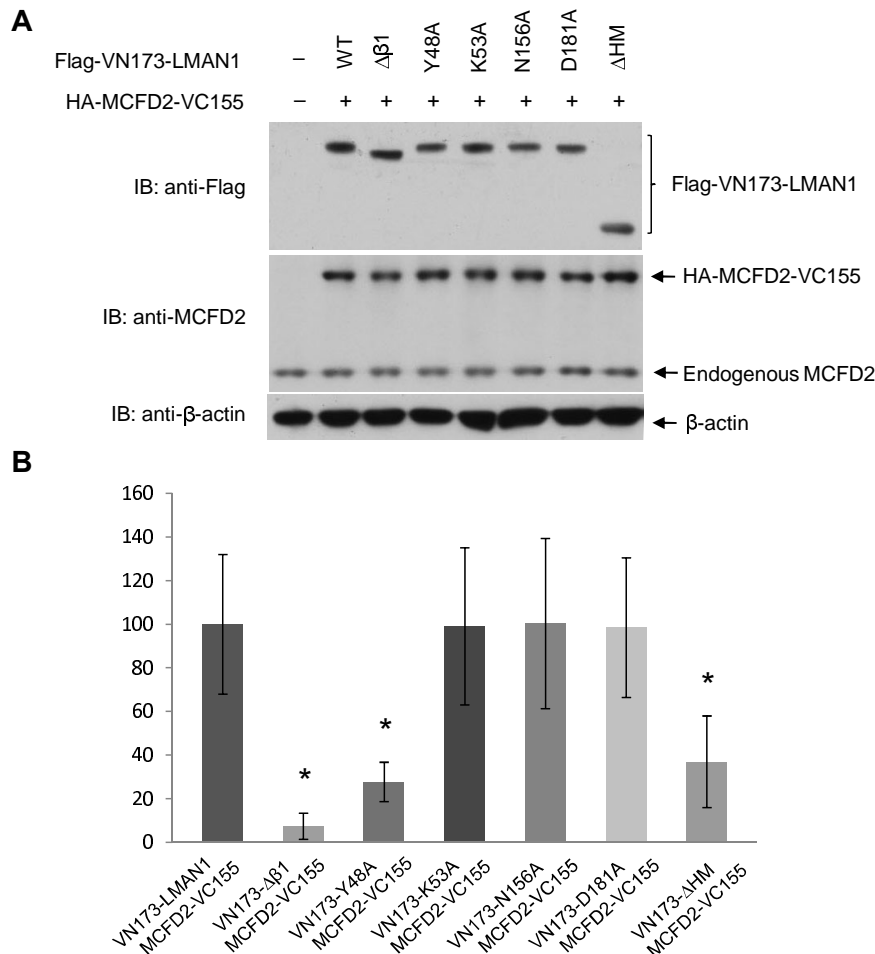 A
Flag-VN173-LMAN1 – WT Δβ1 Y48A K53A N156A D181A ΔHM
HA-MCFD2-VC155 – + + + + + + +
IB: anti-Flag
Flag-VN173-LMAN1
HA-MCFD2-VC155
IB: anti-MCFD2
Endogenous MCFD2
IB: anti-β-actin
β-actin
B
160
140
120
100
80
60
40
20
0
* * *
VN173-LMAN1
MCFD2-VC155
VN173-Δβ1
MCFD2-VC155
VN173-Y48A
MCFD2-VC155
VN173-K53A
MCFD2-VC155
VN173-N156A
MCFD2-VC155
VN173-D181A
MCFD2-VC155
VN173-ΔHM
MCFD2-VC155